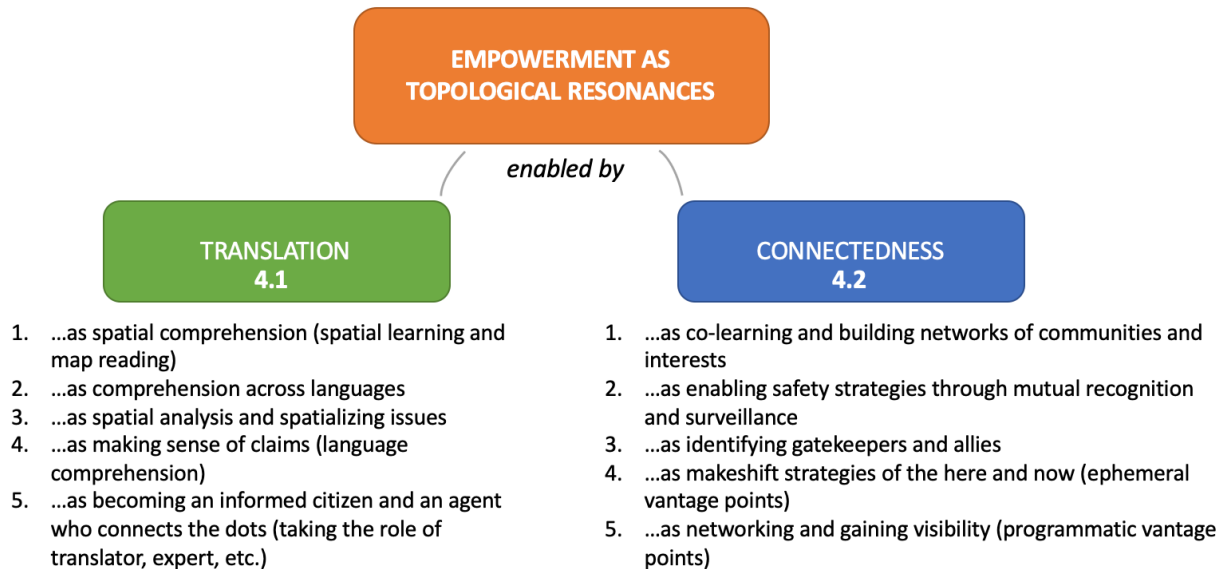 EMPOWERMENT AS
TOPOLOGICAL RESONANCES
enabled by
TRANSLATION
4.1
1. ...as spatial comprehension (spatial learning and
map reading)
2. ...as comprehension across languages
3. ...as spatial analysis and spatializing issues
4. ...as making sense of claims (language
comprehension)
5. ...as becoming an informed citizen and an agent
who connects the dots (taking the role of
translator, expert, etc.)
CONNECTEDNESS
4.2
1. ...as co-learning and building networks of communities and
interests
2. ...as enabling safety strategies through mutual recognition
and surveillance
3. ...as identifying gatekeepers and allies
4. ...as makeshift strategies of the here and now (ephemeral
vantage points)
5. ...as networking and gaining visibility (programmatic vantage
points)